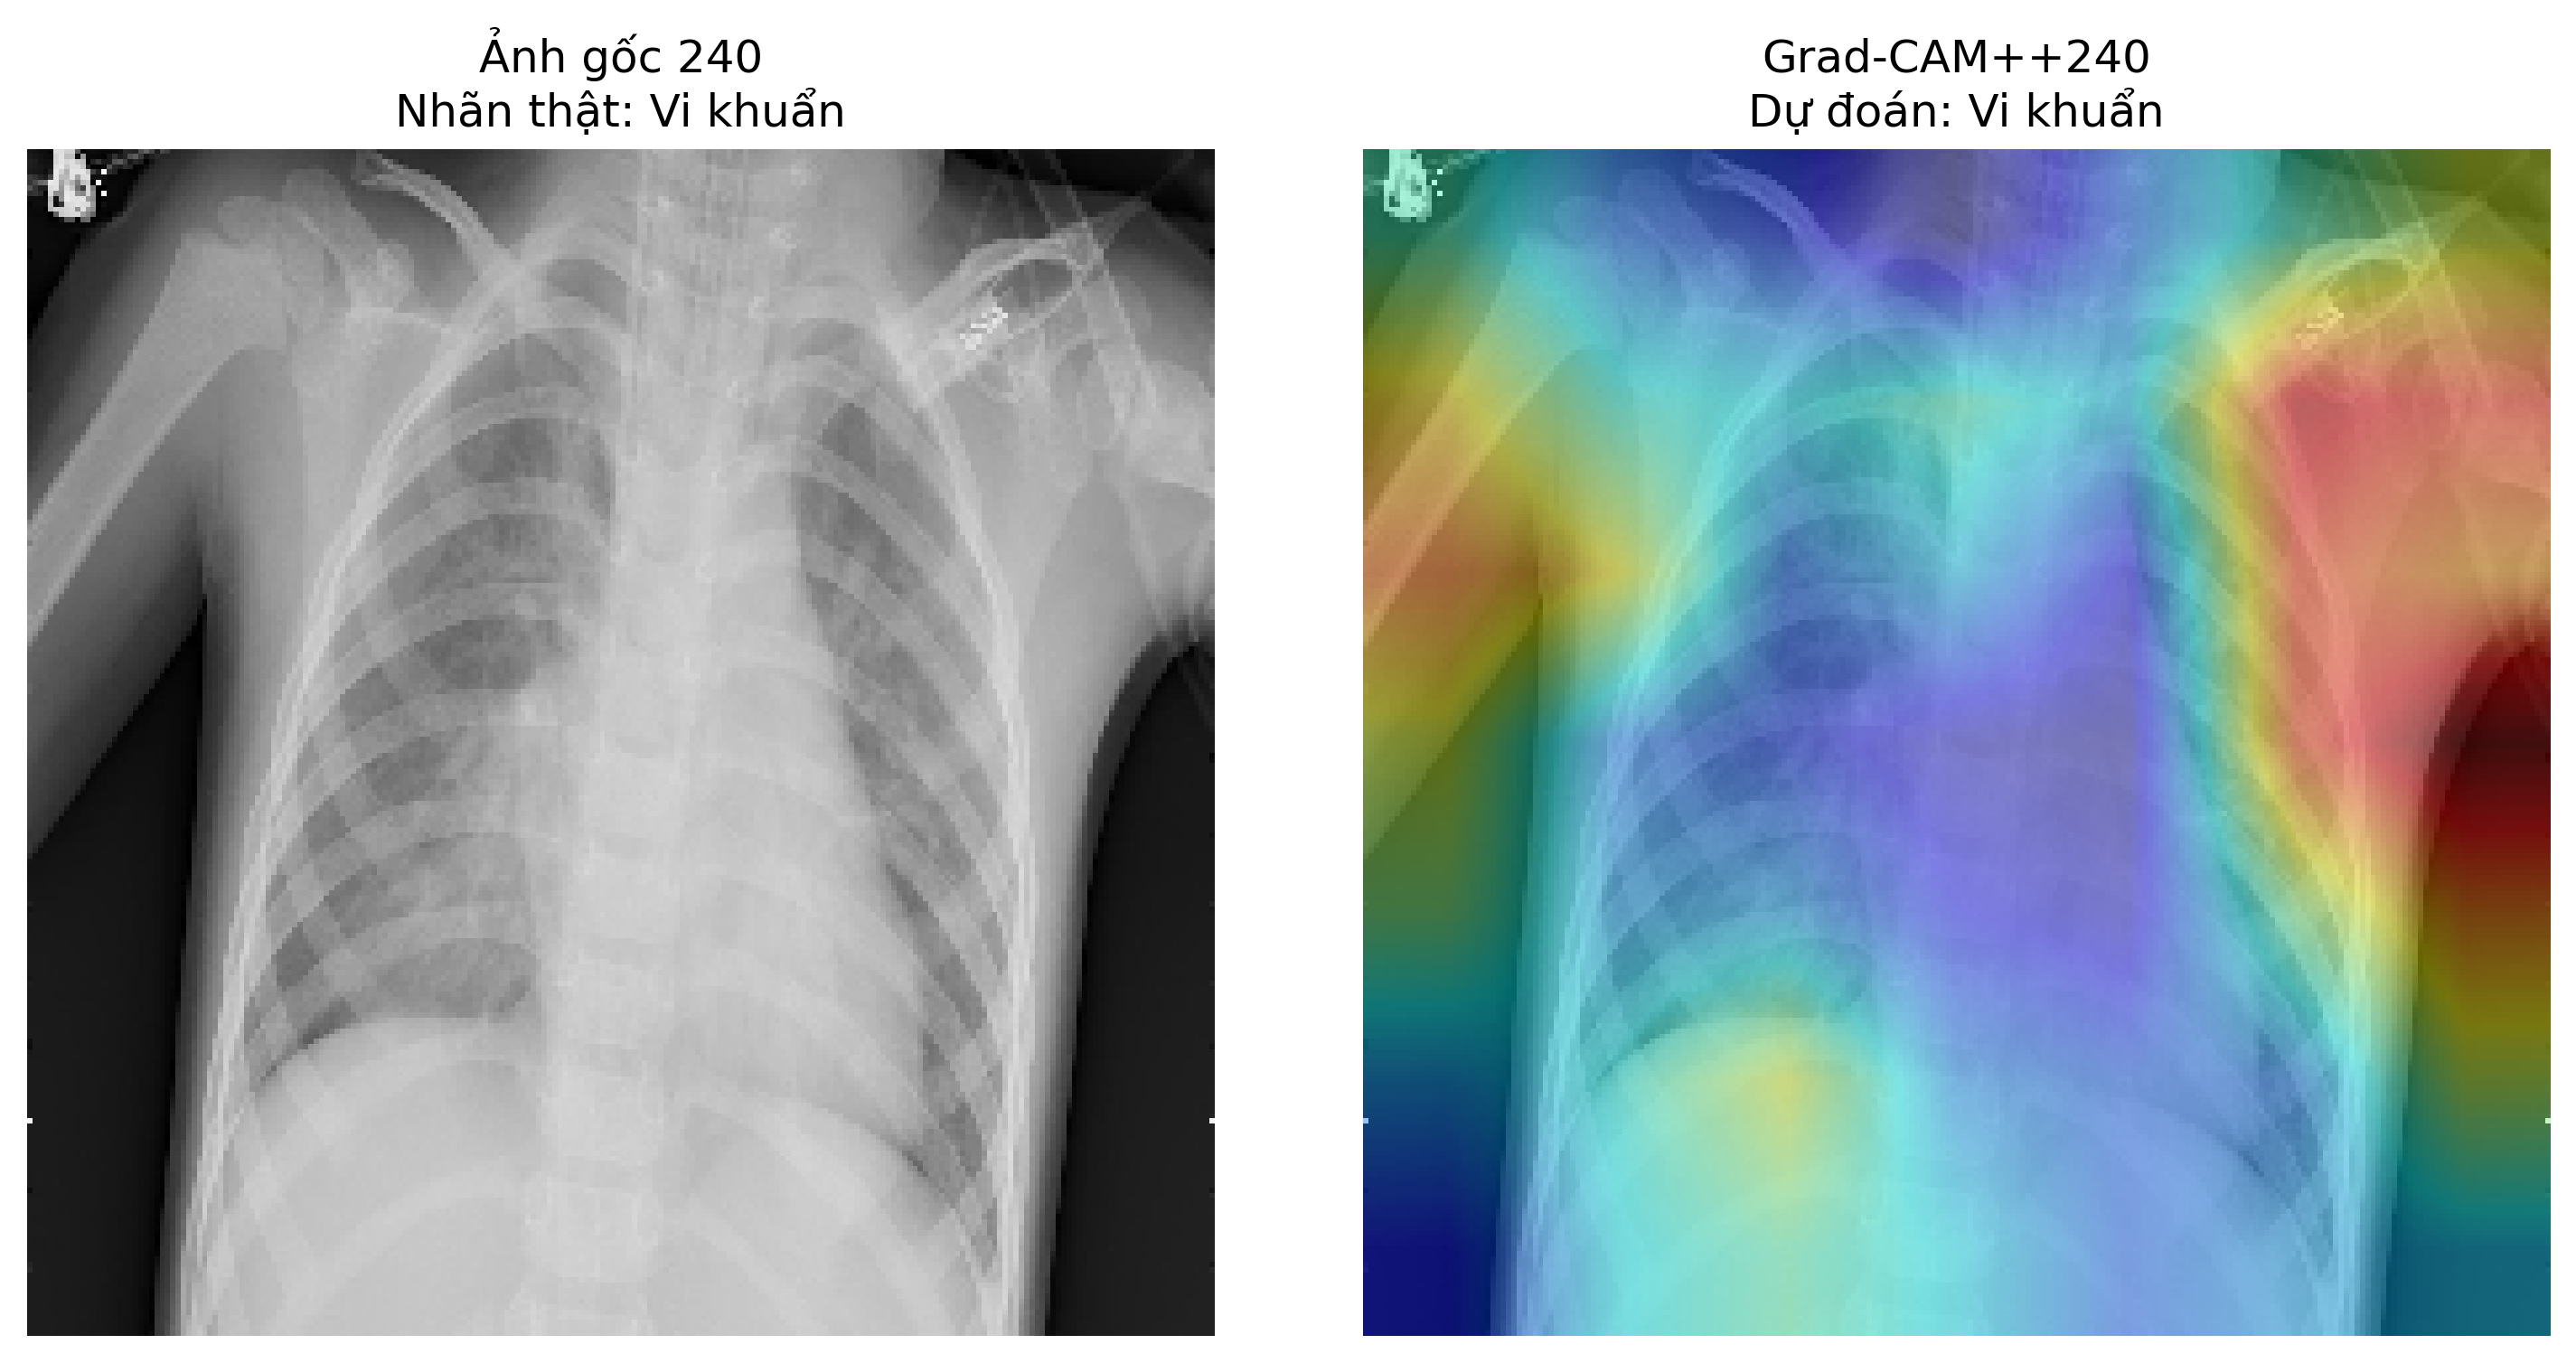 Ảnh gốc 240
Nhãn thật: Vi khuẩn
Grad-CAM++240
Dự đoán: Vi khuẩn